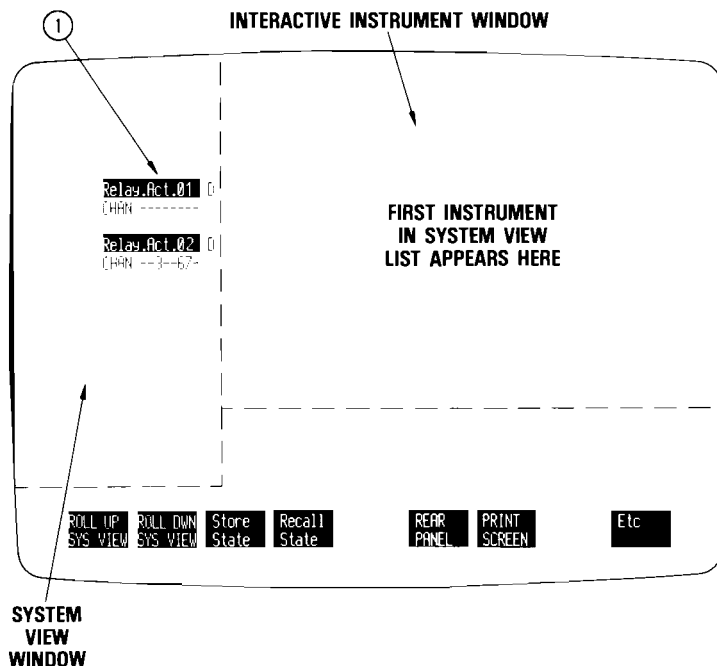 1
INTERACTIVE INSTRUMENT WINDOW
Relay.Act.01 D
CHAN --------
Relay.Act.02 D
CHAN --3--67-
FIRST INSTRUMENT
IN SYSTEM VIEW
LIST APPEARS HERE
ROLL UP
SYS VIEW
ROLL DWN
SYS VIEW
Store
State
Recall
State
REAR
PANEL
PRINT
SCREEN
Etc
SYSTEM
VIEW
WINDOW